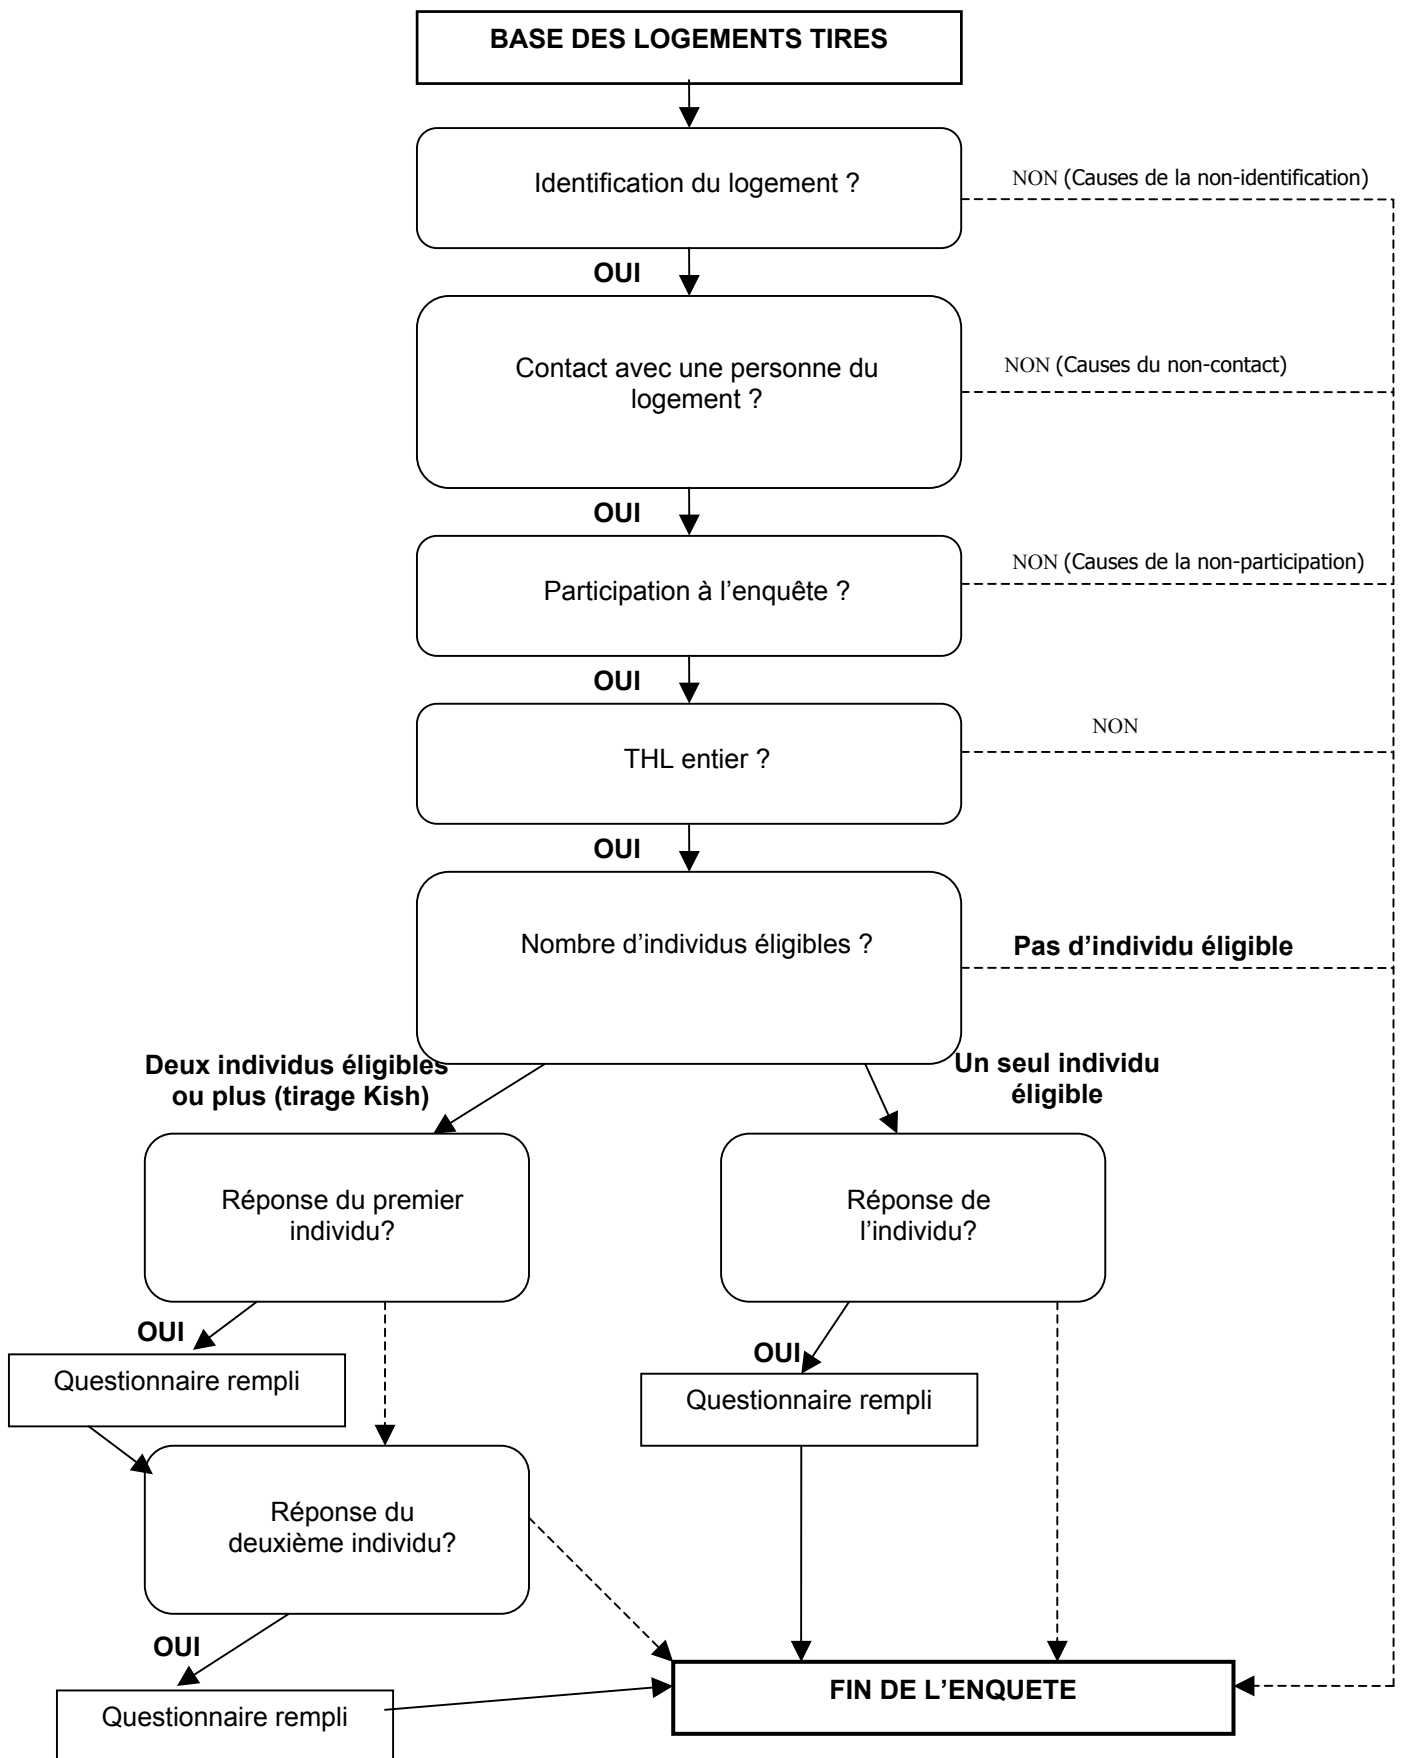 BASE DES LOGEMENTS TIRES
Identification du logement ?
NON (Causes de la non-identification)
OUI
Contact avec une personne du
logement ?
NON (Causes du non-contact)
OUI
Participation à l’enquête ?
NON (Causes de la non-participation)
OUI
THL entier ?
NON
OUI
Nombre d’individus éligibles ?
Pas d’individu éligible
Deux individus éligibles
ou plus (tirage Kish)
Un seul individu
éligible
Réponse du premier
individu?
Réponse de
l’individu?
OUI
Questionnaire rempli
OUI
Questionnaire rempli
Réponse du
deuxième individu?
OUI
Questionnaire rempli
FIN DE L’ENQUETE